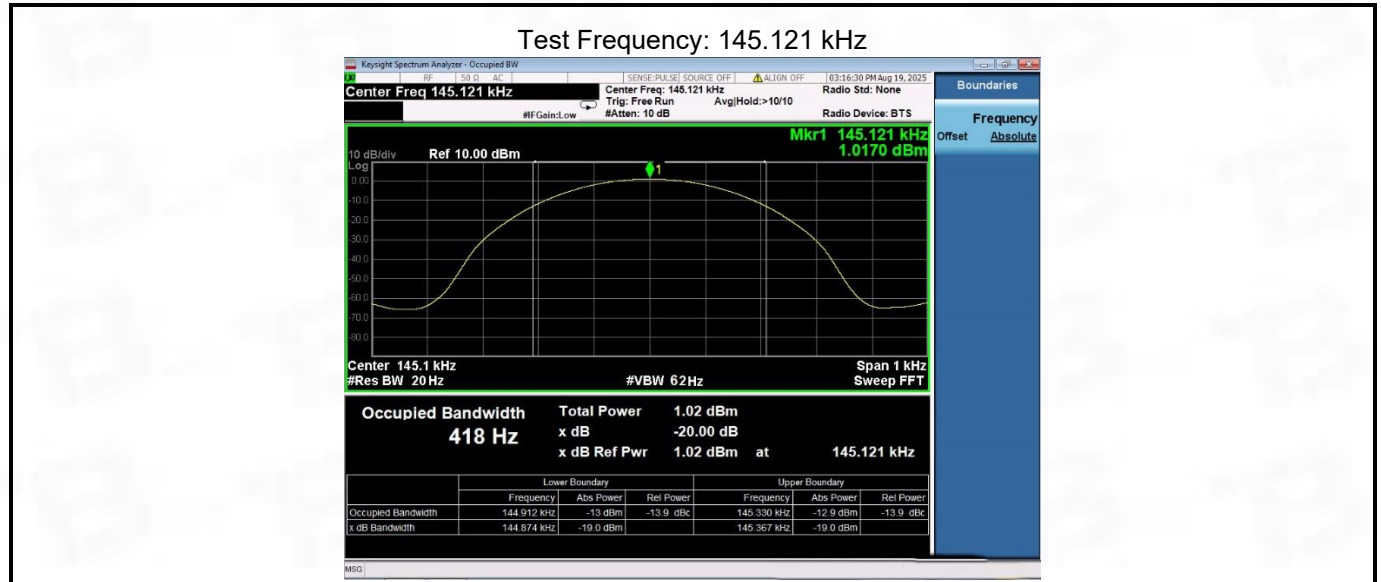 Test Frequency: 145.121 kHz
Keysight Spectrum Analyzer - Occupied BW
RF 50 Ω AC SENSE:PULSE SOURCE OFF ALIGN OFF 03:16:30 PM Aug 19, 2025
Center Freq 145.121 kHz
Center Freq: 145.121 kHz Radio Std: None
Trig: Free Run Avg|Hold:>10/10
#IFGain:Low #Atten: 10 dB Radio Device: BTS
Boundaries
Frequency
Offset Absolute
Mkr1 145.121 kHz
1.0170 dBm
10 dB/div Ref 10.00 dBm
Log
0.00
-10.0
-20.0
-30.0
-40.0
-50.0
-60.0
-70.0
-80.0
1
Center 145.1 kHz Span 1 kHz
#Res BW 20 Hz #VBW 62 Hz Sweep FFT
Occupied Bandwidth Total Power 1.02 dBm
418 Hz x dB -20.00 dB
x dB Ref Pwr 1.02 dBm at 145.121 kHz
Lower Boundary Upper Boundary
Frequency Abs Power Rel Power Frequency Abs Power Rel Power
Occupied Bandwidth 144.912 kHz -13 dBm -13.9 dBc 145.330 kHz -12.9 dBm -13.9 dBc
x dB Bandwidth 144.874 kHz -19.0 dBm 145.367 kHz -19.0 dBm
MSG